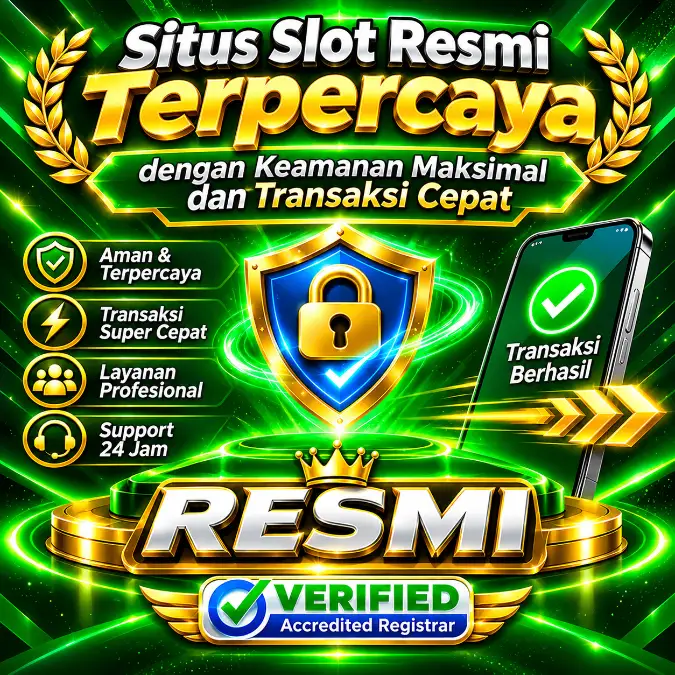 Situs Slot Resmi
Terpercaya
dengan Keamanan Maksimal
dan Transaksi Cepat
Aman &
Terpercaya
Transaksi
Super Cepat
Layanan
Profesional
Support
24 Jam
Transaksi
Berhasil
RESMI
VERIFIED
Accredited Registrar